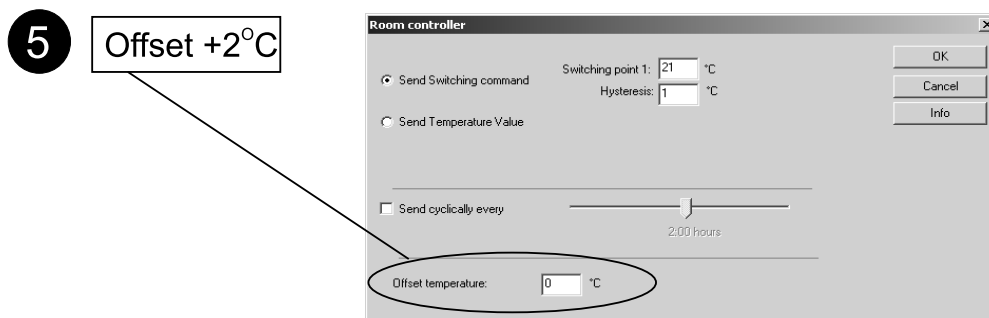 5
Offset +2°C
Room controller
OK
Send Switching command
Switching point 1: 21 °C
Cancel
Hysteresis: 1 °C
Info
Send Temperature Value
Send cyclically every
2:00 hours
Offset temperature: 0 °C